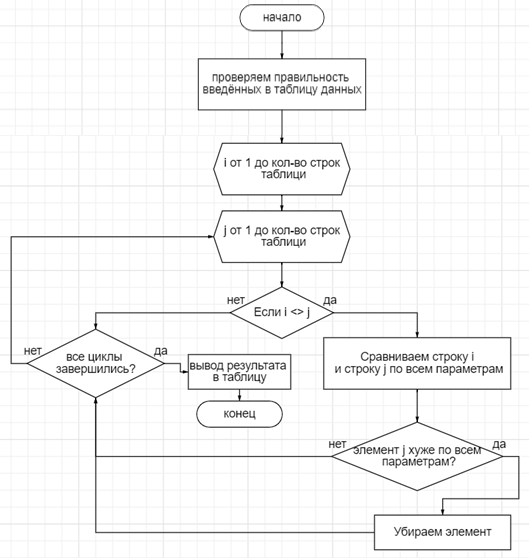 начало
проверяем правильность
введённых в таблицу данных
i от 1 до кол-во строк
таблици
j от 1 до кол-во строк
таблици
нет
Если i <> j
да
нет
все циклы
завершились?
да
вывод результата
в таблицу
конец
Сравниваем строку i
и строку j по всем параметрам
нет
элемент j хуже по всем
параметрам?
да
Убираем элемент